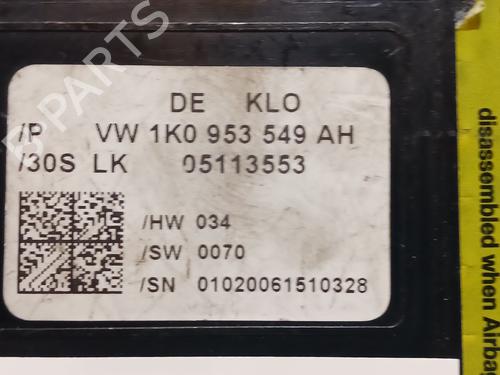 DE KLO
/P VW 1K0 953 549 AH
/30S LK 05113553
/HW 034
/SW 0070
/SN 01020061510328
disassembled when Airbag
B-PARTS